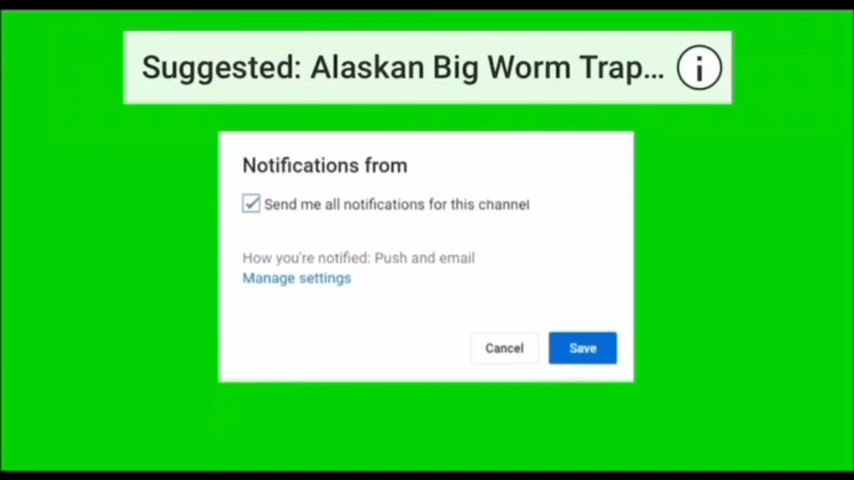 Suggested: Alaskan Big Worm Trap...
Notifications from
Send me all notifications for this channel
How you're notified: Push and email
Manage settings
Cancel
Save